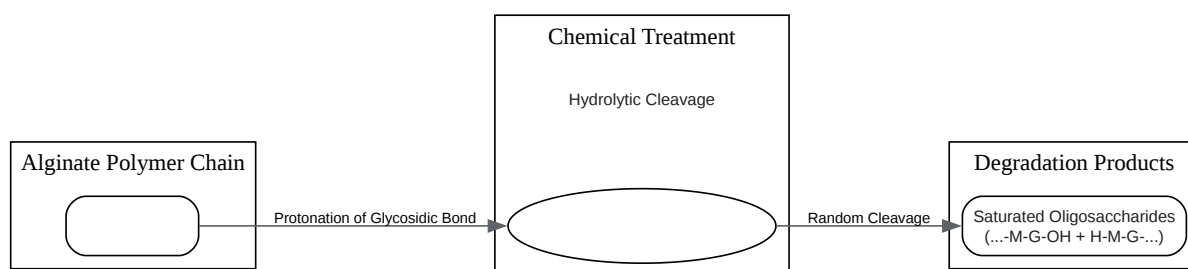 Chemical Treatment
Hydrolytic Cleavage
Alginate Polymer Chain
Protonation of Glycosidic Bond
Random Cleavage
Degradation Products
Saturated Oligosaccharides
(...-M-G-OH + H-M-G-...)